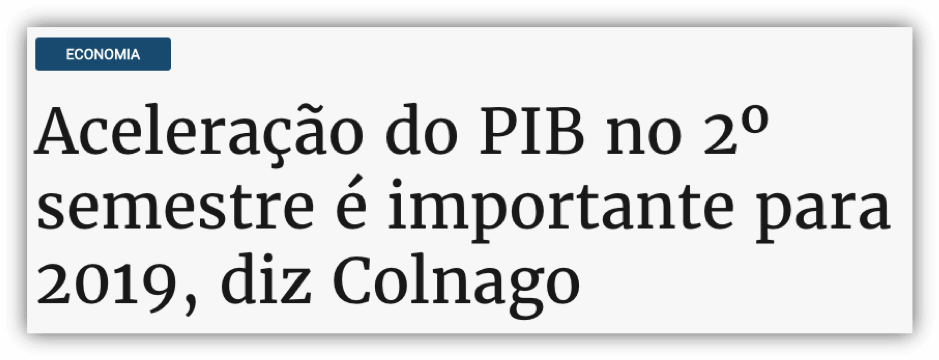 ECONOMIA
Aceleração do PIB no 2º
semestre é importante para
2019, diz Colnago